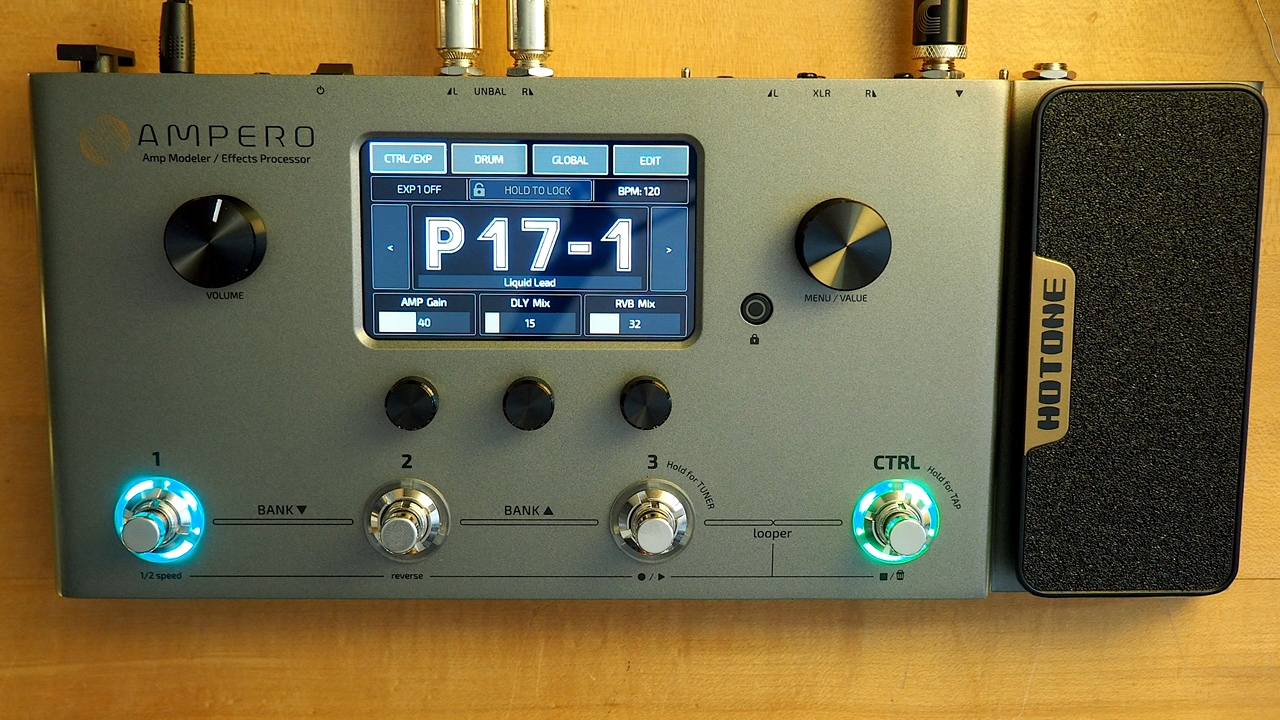 L UNBAL R
L XLR R
AMPERO
Amp Modeler / Effects Processor
CTRL/EXP DRUM GLOBAL EDIT
EXP 1 OFF HOLD TO LOCK BPM: 120
P 17-1
< >
Liquid Lead
AMP Gain DLY Mix RVB Mix
40 15 32
VOLUME
MENU / VALUE
HOTONE
1 2 3 Hold for TUNER CTRL Hold for TAP
BANK ▼ BANK ▲
looper
1/2 speed reverse ● / ▶ ■ /